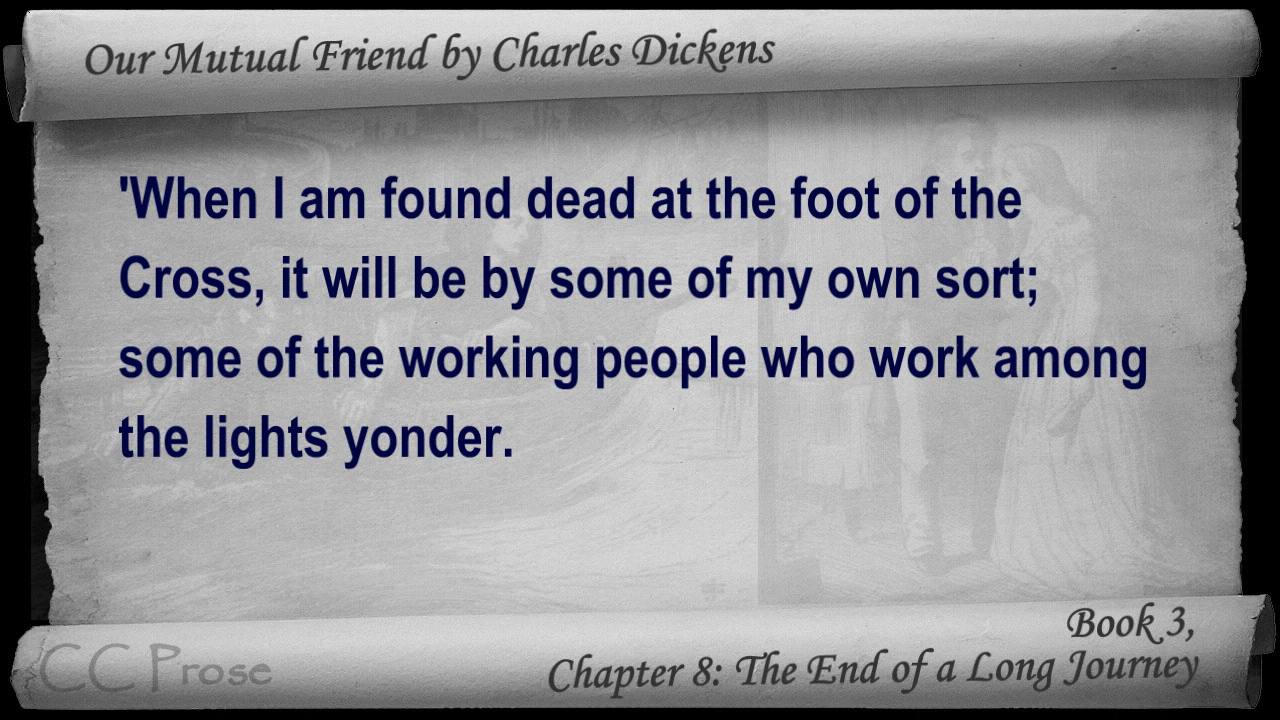 Our Mutual Friend by Charles Dickens
'When I am found dead at the foot of the
Cross, it will be by some of my own sort;
some of the working people who work among
the lights yonder.
Book 3,
Chapter 8: The End of a Long Journey
CC Prose